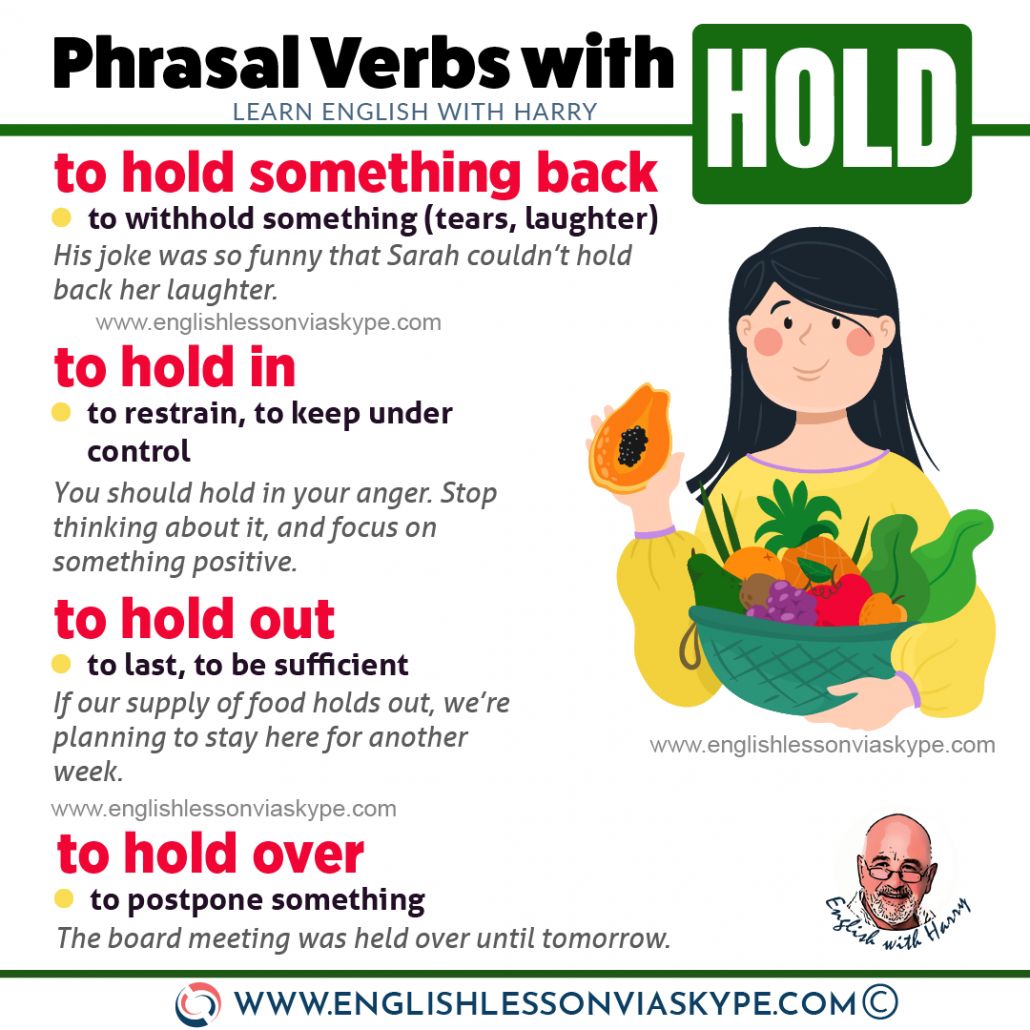 Phrasal Verbs with
HOLD
LEARN ENGLISH WITH HARRY
to hold something back
to withhold something (tears, laughter)
His joke was so funny that Sarah couldn't hold
back her laughter.
www.englishlessonviaskype.com
to hold in
to restrain, to keep under
control
You should hold in your anger. Stop
thinking about it, and focus on
something positive.
to hold out
to last, to be sufficient
If our supply of food holds out, we're
planning to stay here for another
week.
www.englishlessonviaskype.com
www.englishlessonviaskype.com
to hold over
to postpone something
The board meeting was held over until tomorrow.
English with Harry
WWW.ENGLISHLESSONVIASKYPE.COM©